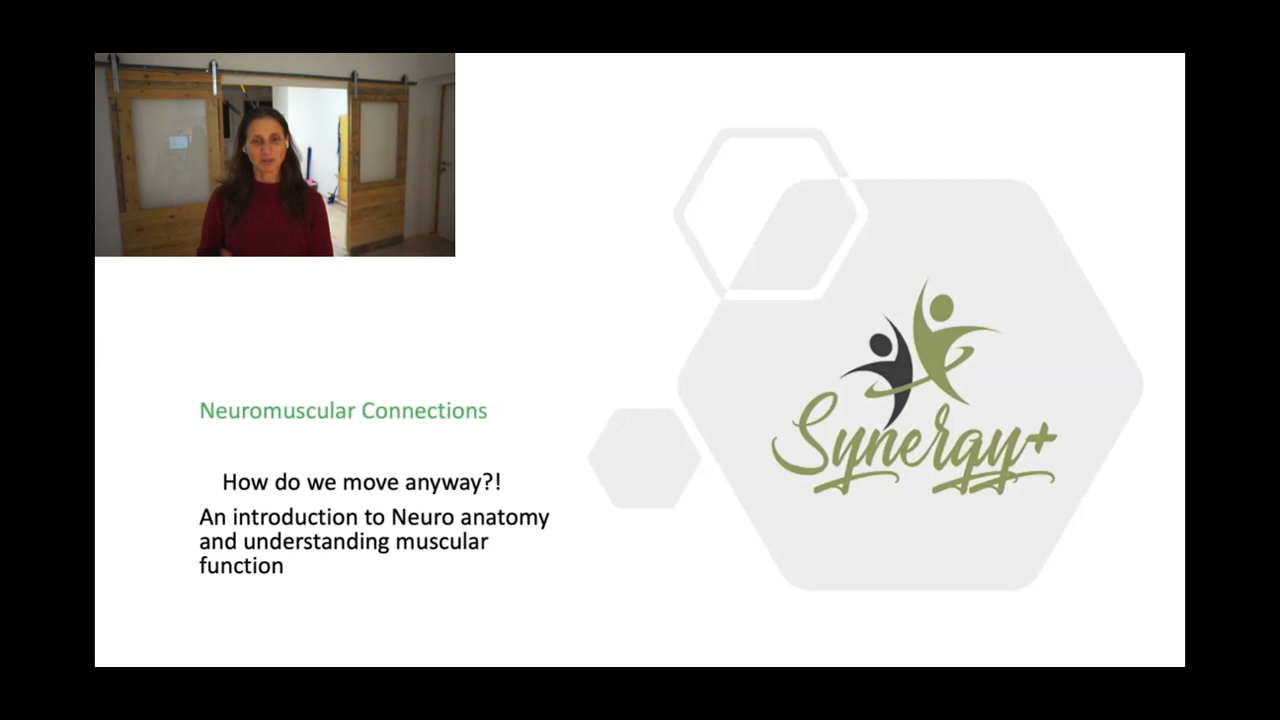 Neuromuscular Connections
How do we move anyway?!
An introduction to Neuro anatomy
and understanding muscular
function
Synergy+